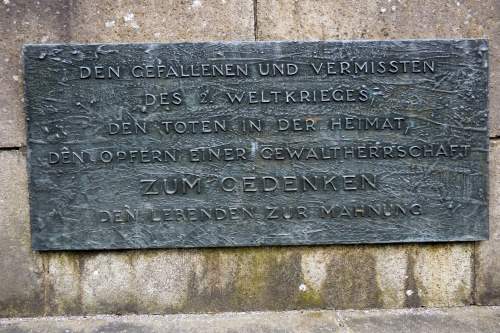 DEN GEFALLENEN UND VERMISSTEN
DES 2. WELTKRIEGES,
DEN TOTEN IN DER HEIMAT,
DEN OPFERN EINER GEWALTHERRSCHAFT
ZUM GEDENKEN
DEN LEBENDEN ZUR MAHNUNG